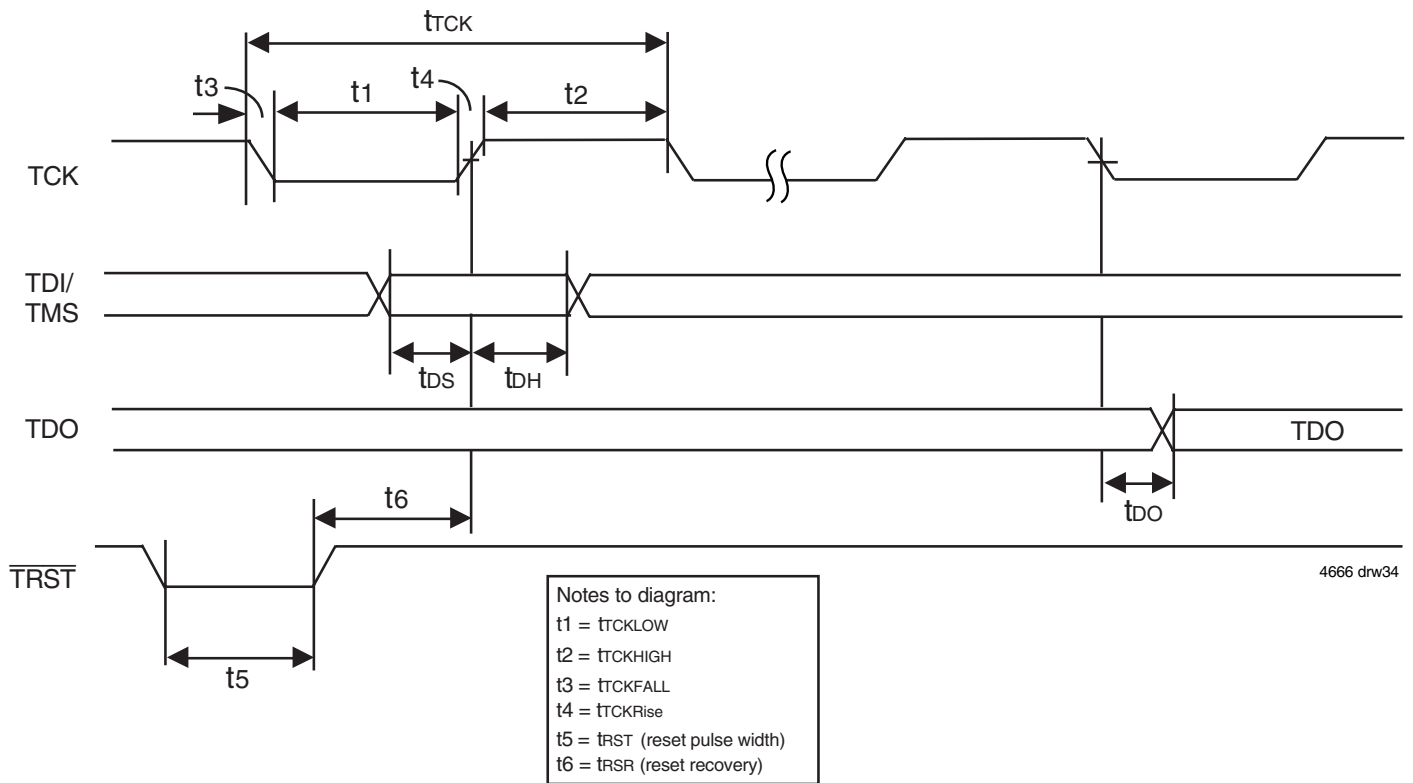 tTCK
t3
t1
t4
t2
TCK
TDI/
TMS
tDS
tDH
TDO
TDO
t6
tDO
TRST
4666 drw34
t5
Notes to diagram:
t1 = tTCKLOW
t2 = tTCKHIGH
t3 = tTCKFALL
t4 = tTCKRise
t5 = tRST (reset pulse width)
t6 = tRSR (reset recovery)